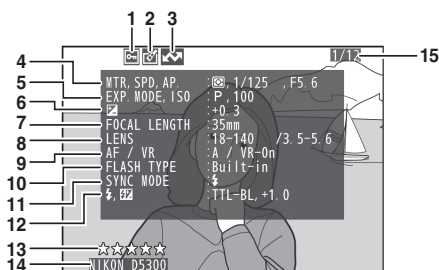 1 2 3
4
5
6
7
8
9
10
11
12
13
14
15
1/12
MTR, SPD, AP. : 1/125 , F5. 6
EXP. MODE, ISO : P , 100
: +0. 3
FOCAL LENGTH : 35mm
LENS : 18-140 /3. 5-5. 6
AF / VR : A / VR-On
FLASH TYPE : Built-in
SYNC MODE :
, : TTL-BL, +1. 0
NIKON D5300